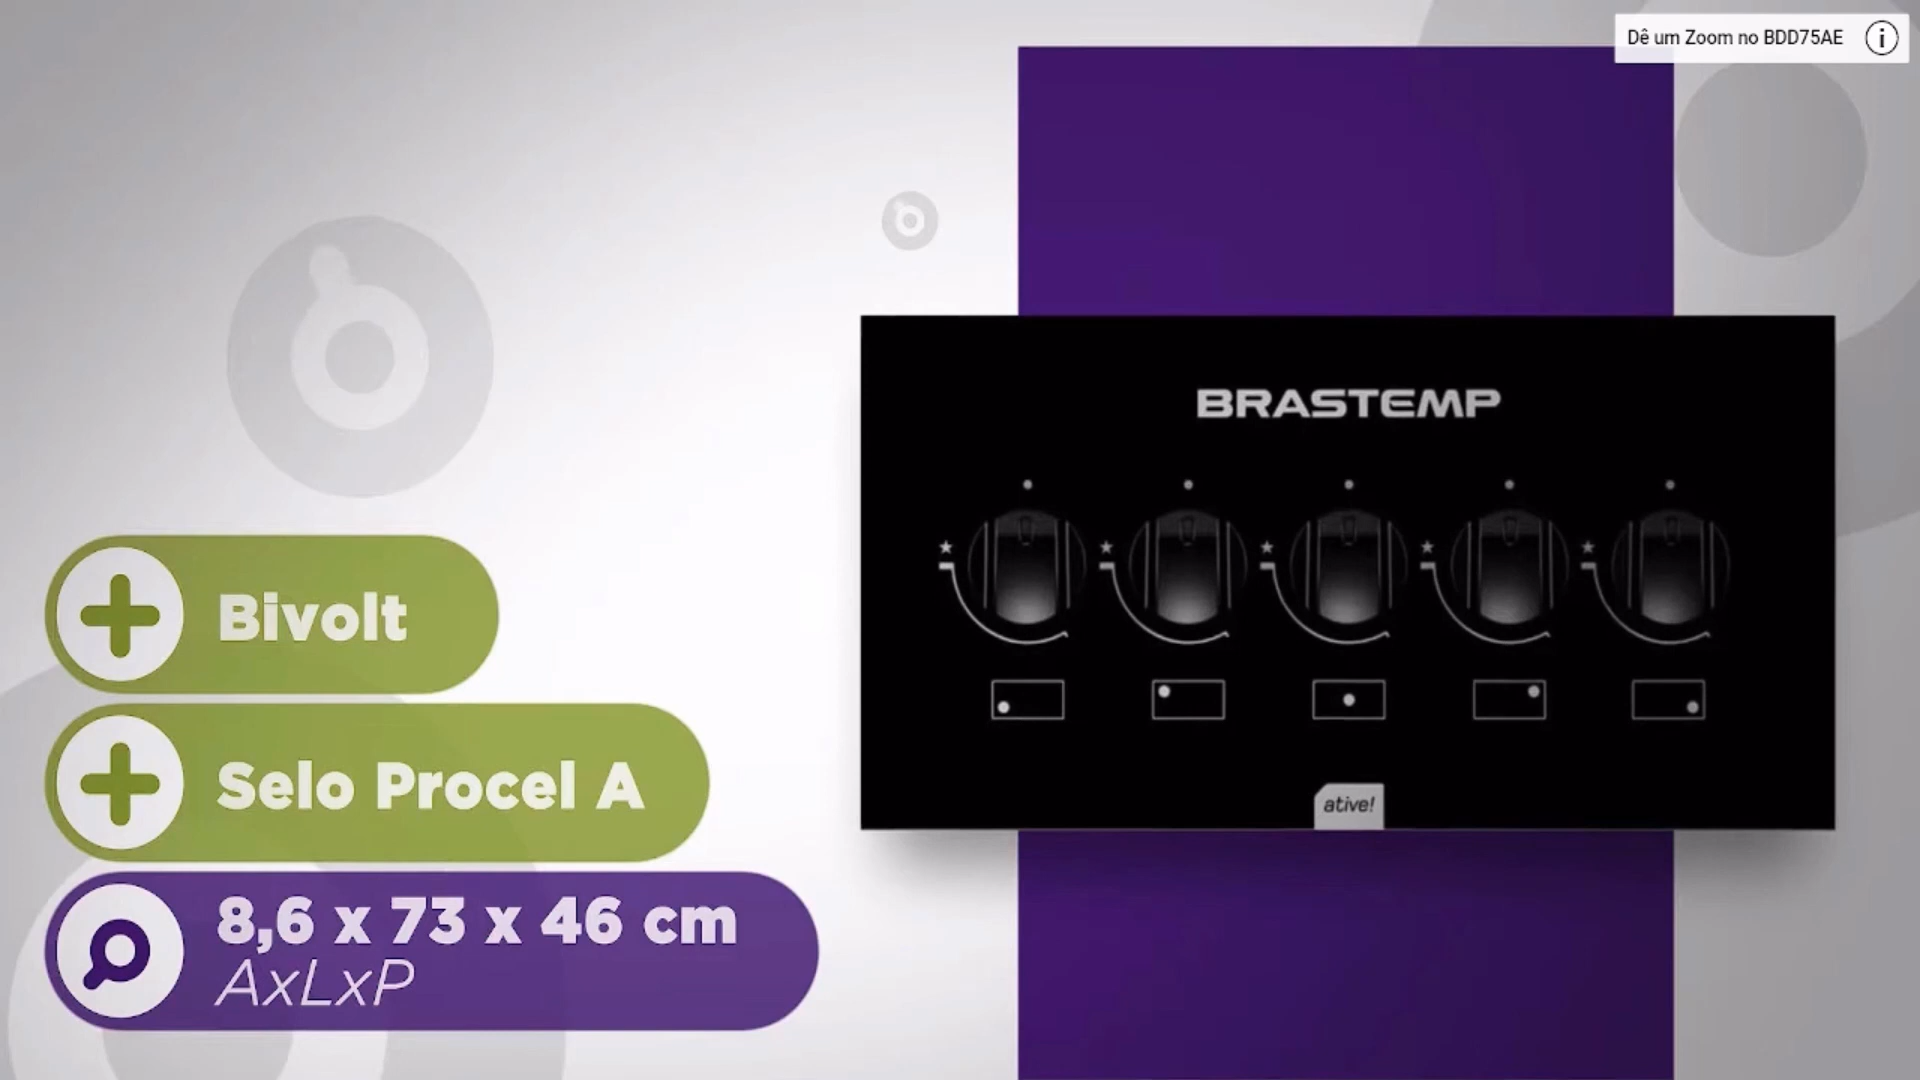 Dê um Zoom no BDD75AE
BRASTEMP
ative!
Bivolt
Selo Procel A
8,6 x 73 x 46 cm
AxLxP